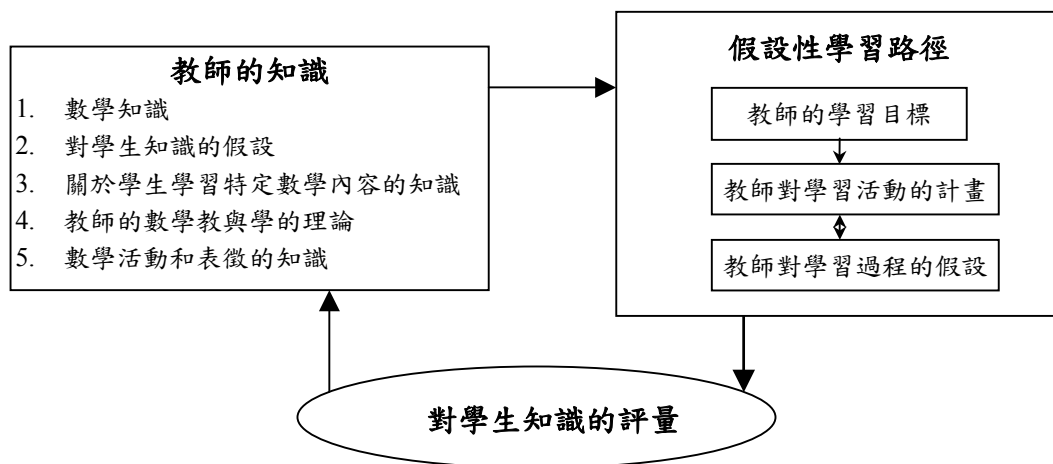 教師的知識
1. 數學知識
2. 對學生知識的假設
3. 關於學生學習特定數學內容的知識
4. 教師的數學教與學的理論
5. 數學活動和表徵的知識
假設性學習路徑
教師的學習目標
教師對學習活動的計畫
教師對學習過程的假設
對學生知識的評量